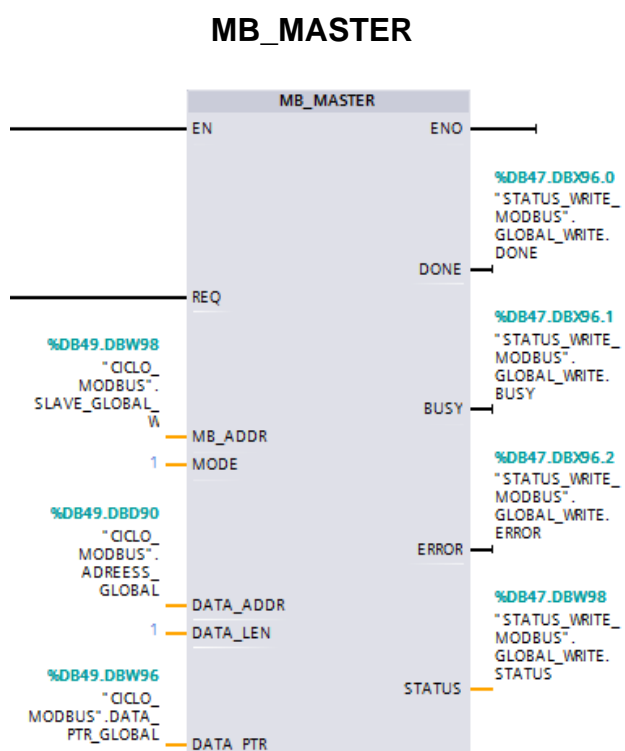 MB_MASTER
MB_MASTER
EN
ENO
%DB47.DBX96.0
"STATUS_WRITE_
MODBUS".
GLOBAL_WRITE.
DONE
DONE
REQ
%DB47.DBX96.1
"STATUS_WRITE_
MODBUS".
GLOBAL_WRITE.
BUSY
BUSY
%DB49.DBW98
"CICLO_
MODBUS".
SLAVE_GLOBAL_
W
MB_ADDR
1
MODE
%DB47.DBX96.2
"STATUS_WRITE_
MODBUS".
GLOBAL_WRITE.
ERROR
ERROR
%DB49.DBD90
"CICLO_
MODBUS".
ADREESS_
GLOBAL
DATA_ADDR
1
DATA_LEN
%DB47.DBW98
"STATUS_WRITE_
MODBUS".
GLOBAL_WRITE.
STATUS
STATUS
%DB49.DBW96
"CICLO_
MODBUS".DATA_
PTR_GLOBAL
DATA_PTR